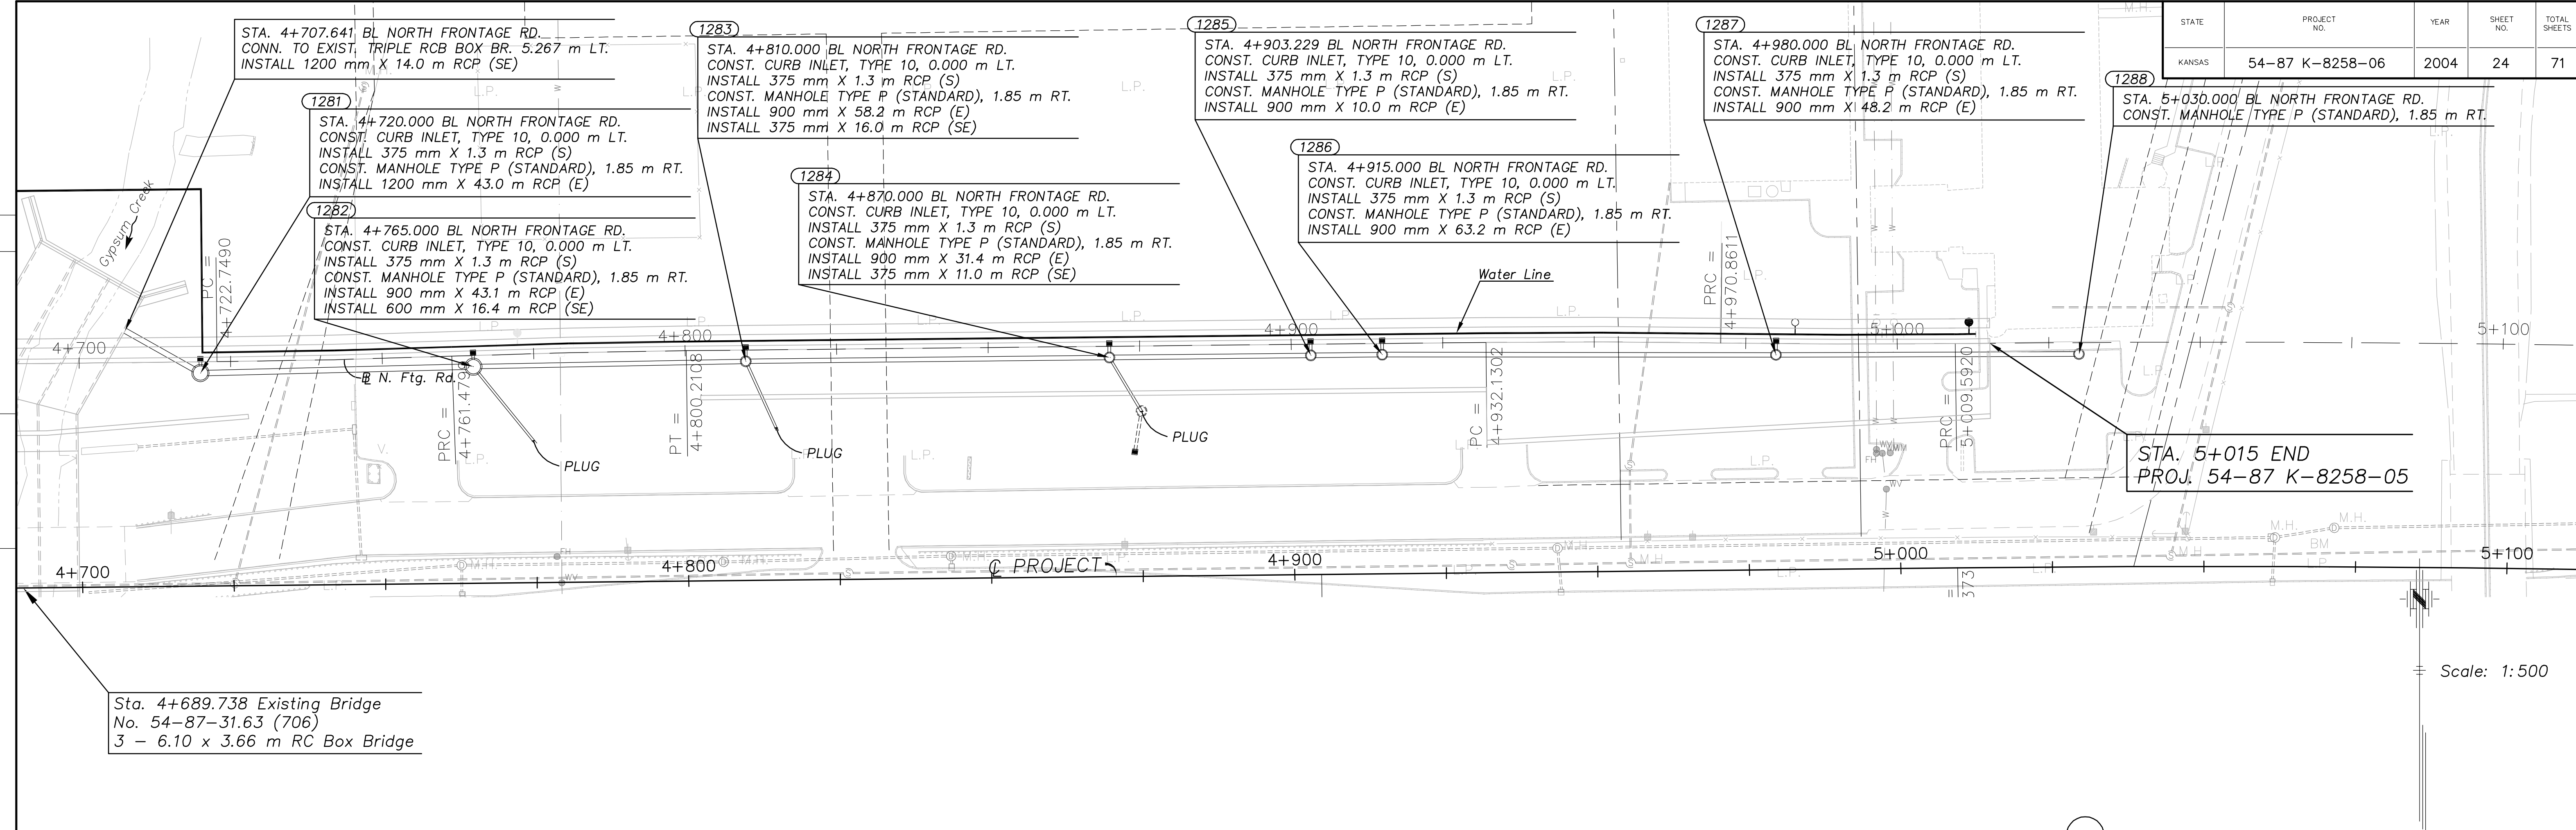 STA. 4+707.641 BL NORTH FRONTAGE RD.
CONN. TO EXIST. TRIPLE RCB BOX BR. 5.267 m LT.
INSTALL 1200 mm X 14.0 m RCP (SE)
1281
STA. 4+720.000 BL NORTH FRONTAGE RD.
CONST. CURB INLET, TYPE 10, 0.000 m LT.
INSTALL 375 mm X 1.3 m RCP (S)
CONST. MANHOLE TYPE P (STANDARD), 1.85 m RT.
INSTALL 1200 mm X 43.0 m RCP (E)
1282
STA. 4+765.000 BL NORTH FRONTAGE RD.
CONST. CURB INLET, TYPE 10, 0.000 m LT.
INSTALL 375 mm X 1.3 m RCP (S)
CONST. MANHOLE TYPE P (STANDARD), 1.85 m RT.
INSTALL 900 mm X 43.1 m RCP (E)
INSTALL 600 mm X 16.4 m RCP (SE)
1283
STA. 4+810.000 BL NORTH FRONTAGE RD.
CONST. CURB INLET, TYPE 10, 0.000 m LT.
INSTALL 375 mm X 1.3 m RCP (S)
CONST. MANHOLE TYPE P (STANDARD), 1.85 m RT.
INSTALL 900 mm X 58.2 m RCP (E)
INSTALL 375 mm X 16.0 m RCP (SE)
1284
STA. 4+870.000 BL NORTH FRONTAGE RD.
CONST. CURB INLET, TYPE 10, 0.000 m LT.
INSTALL 375 mm X 1.3 m RCP (S)
CONST. MANHOLE TYPE P (STANDARD), 1.85 m RT.
INSTALL 900 mm X 31.4 m RCP (E)
INSTALL 375 mm X 11.0 m RCP (SE)
1285
STA. 4+903.229 BL NORTH FRONTAGE RD.
CONST. CURB INLET, TYPE 10, 0.000 m LT.
INSTALL 375 mm X 1.3 m RCP (S)
CONST. MANHOLE TYPE P (STANDARD), 1.85 m RT.
INSTALL 900 mm X 10.0 m RCP (E)
1286
STA. 4+915.000 BL NORTH FRONTAGE RD.
CONST. CURB INLET, TYPE 10, 0.000 m LT.
INSTALL 375 mm X 1.3 m RCP (S)
CONST. MANHOLE TYPE P (STANDARD), 1.85 m RT.
INSTALL 900 mm X 63.2 m RCP (E)
1287
STA. 4+980.000 BL NORTH FRONTAGE RD.
CONST. CURB INLET, TYPE 10, 0.000 m LT.
INSTALL 375 mm X 1.3 m RCP (S)
CONST. MANHOLE TYPE P (STANDARD), 1.85 m RT.
INSTALL 900 mm X 48.2 m RCP (E)
1288
STA. 5+030.000 BL NORTH FRONTAGE RD.
CONST. MANHOLE TYPE P (STANDARD), 1.85 m RT.
STATE PROJECT NO. YEAR SHEET NO. TOTAL SHEETS
KANSAS 54-87 K-8258-06 2004 24 71
Gypsum Creek
PC =
4+722.7490
Water Line
PRC =
4+970.8611
4+700
4+800
4+900
5+000
5+100
BL N. Ftg. Rd.
PRC =
PT =
4+800.2108
PC =
4+932.1302
PRC =
5+009.5920
PLUG
PLUG
PLUG
STA. 5+015 END
PROJ. 54-87 K-8258-05
4+700
4+800
CL PROJECT
4+900
5+000
5+100
FH
WV
M.H.
M.H.
BM
L.P.
Scale: 1:500
Sta. 4+689.738 Existing Bridge
No. 54-87-31.63 (706)
3 - 6.10 x 3.66 m RC Box Bridge